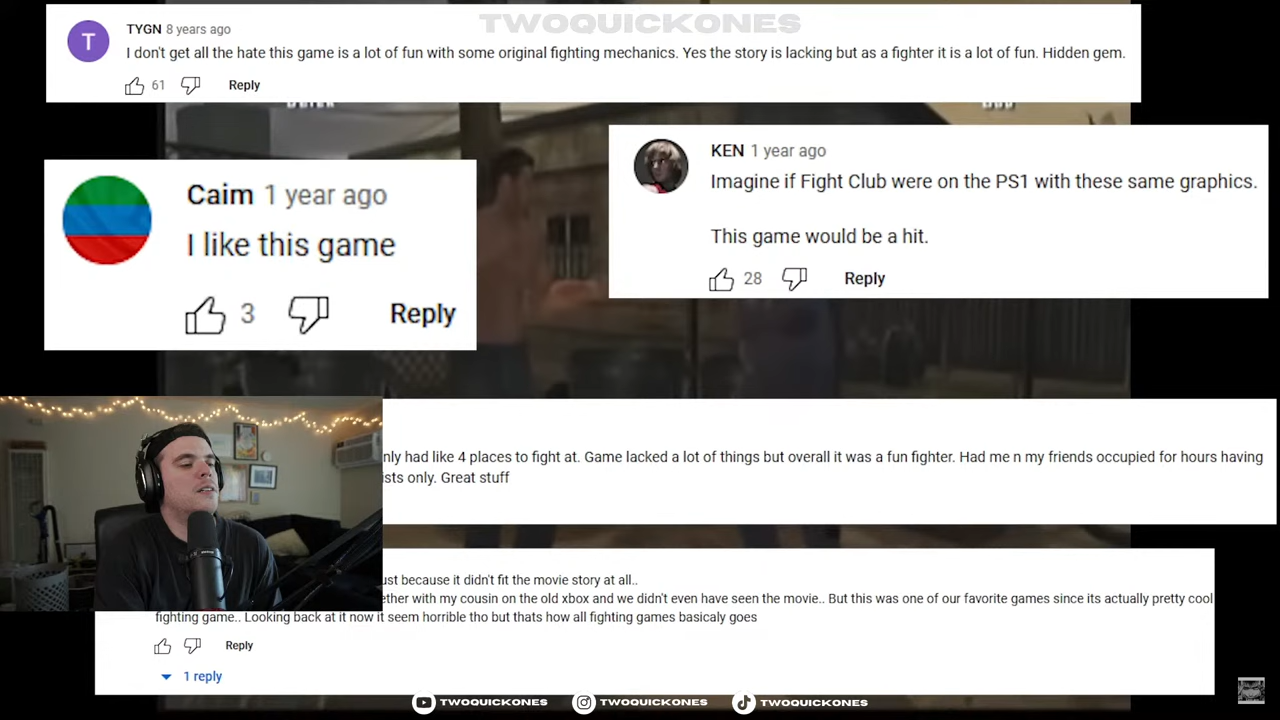 TWOQUICKONES
TYGN 8 years ago
I don't get all the hate this game is a lot of fun with some original fighting mechanics. Yes the story is lacking but as a fighter it is a lot of fun. Hidden gem.
61 Reply
KEN 1 year ago
Imagine if Fight Club were on the PS1 with these same graphics.
This game would be a hit.
28 Reply
Caim 1 year ago
I like this game
3 Reply
had like 4 places to fight at. Game lacked a lot of things but overall it was a fun fighter. Had me n my friends occupied for hours having
only. Great stuff
because it didn't fit the movie story at all..
with my cousin on the old xbox and we didn't even have seen the movie.. But this was one of our favorite games since its actually pretty cool
fighting game.. Looking back at it now it seem horrible tho but thats how all fighting games basicaly goes
Reply
1 reply
TWOQUICKONES TWOQUICKONES TWOQUICKONES